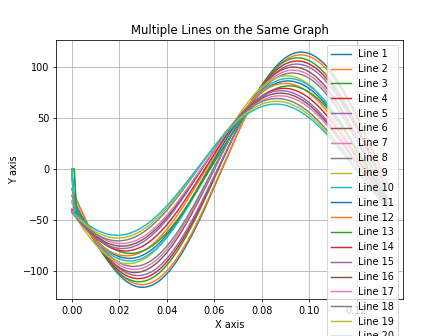 Multiple Lines on the Same Graph
100
50
0
−50
−100
Y axis
0.00
0.02
0.04
0.06
0.08
0.10
X axis
Line 1
Line 2
Line 3
Line 4
Line 5
Line 6
Line 7
Line 8
Line 10
Line 11
Line 12
Line 13
Line 14
Line 15
Line 16
Line 17
Line 18
Line 19
Line 20